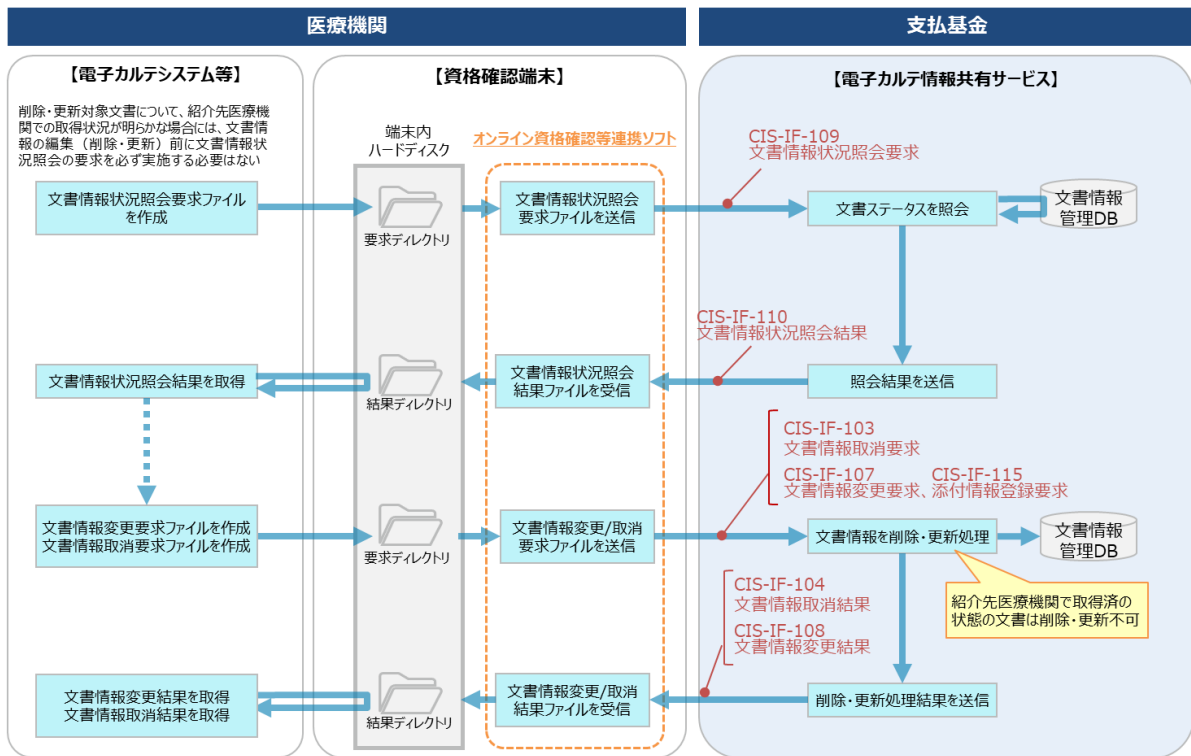 医療機関
支払基金
【電子カルテシステム等】
【資格確認端末】
【電子カルテ情報共有サービス】
削除・更新対象文書について、紹介先医療機
関での取得状況が明らかな場合には、文書情
報の編集（削除・更新）前に文書情報状
況照会の要求を必ず実施する必要はない
端末内
ハードディスク
オンライン資格確認等連携ソフト
CIS-IF-109
文書情報状況照会要求
文書情報状況照会要求ファイル
を作成
要求ディレクトリ
文書情報状況照会
要求ファイルを送信
文書ステータスを照会
文書情報
管理DB
CIS-IF-110
文書情報状況照会結果
文書情報状況照会結果を取得
結果ディレクトリ
文書情報状況照会
結果ファイルを受信
照会結果を送信
CIS-IF-103
文書情報取消要求
CIS-IF-107
文書情報変更要求、
CIS-IF-115
添付情報登録要求
文書情報変更要求ファイルを作成
文書情報取消要求ファイルを作成
要求ディレクトリ
文書情報変更/取消
要求ファイルを送信
文書情報を削除・更新処理
文書情報
管理DB
CIS-IF-104
文書情報取消結果
CIS-IF-108
文書情報変更結果
紹介先医療機関で取得済の
状態の文書は削除・更新不可
文書情報変更結果を取得
文書情報取消結果を取得
結果ディレクトリ
文書情報変更/取消
結果ファイルを受信
削除・更新処理結果を送信